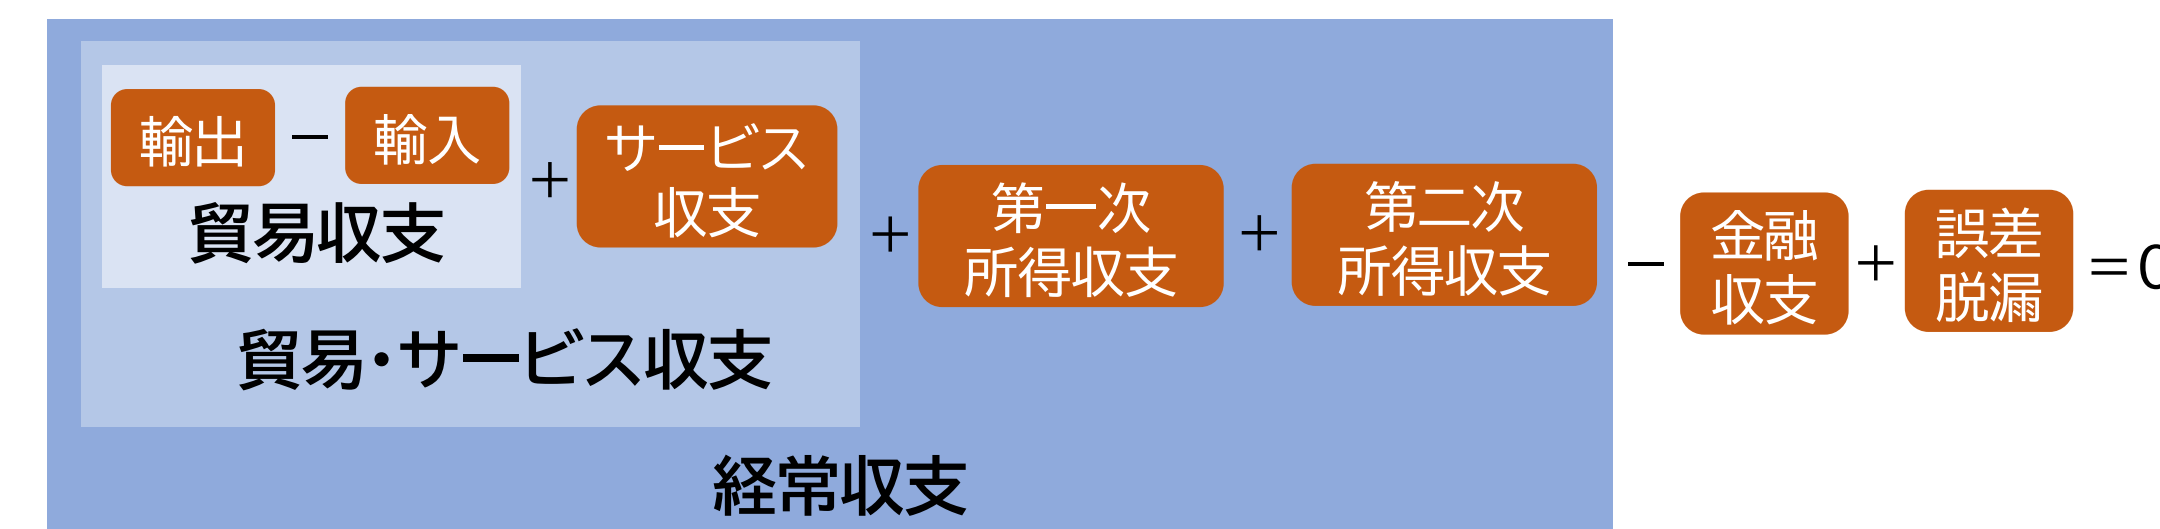 輸出
－
輸入
貿易収支
＋
サービス
収支
貿易・サービス収支
＋
第一次
所得収支
＋
第二次
所得収支
経常収支
－
金融
収支
＋
誤差
脱漏
＝0